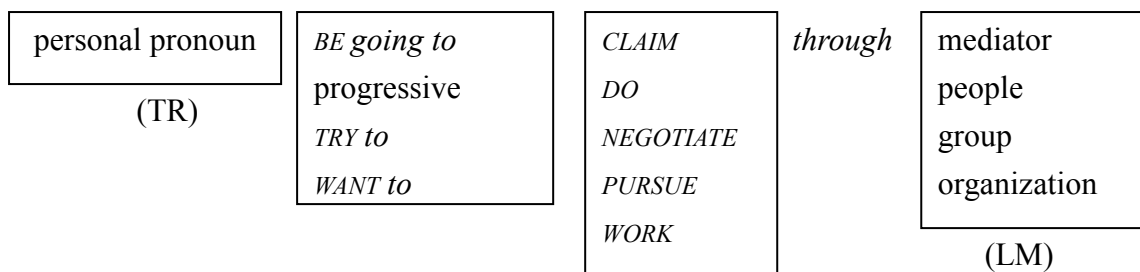 personal pronoun BE going to CLAIM through mediator
progressive DO people
(TR)
TRY to NEGOTIATE group
WANT to PURSUE organization
WORK
(LM)